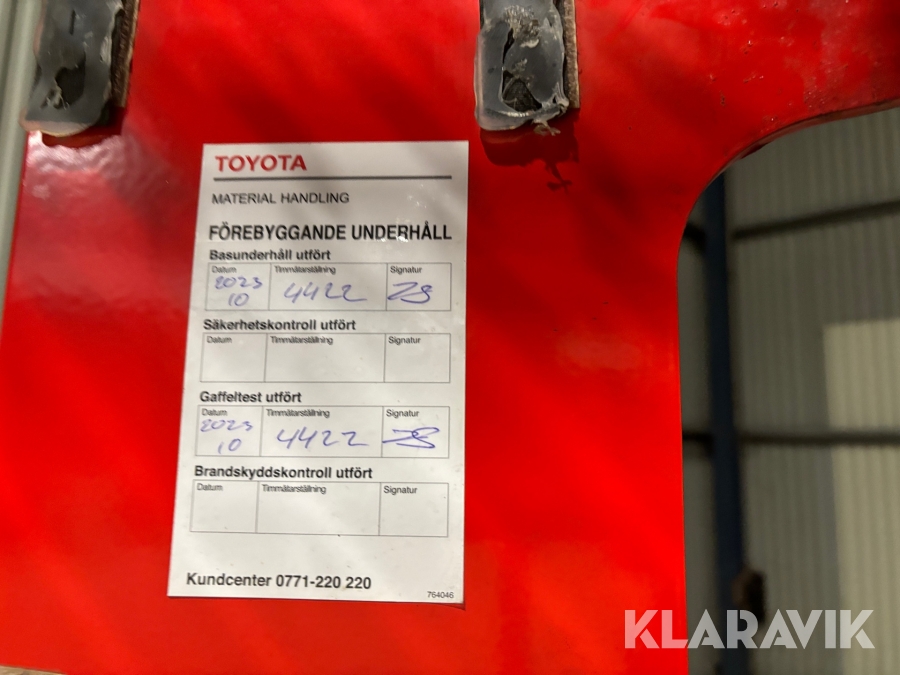 TOYOTA
MATERIAL HANDLING
FÖREBYGGANDE UNDERHÅLL
Basunderhåll utfört
Datum Timmätarställning Signatur
2023 10 4422
Säkerhetskontroll utfört
Datum Timmätarställning Signatur
Gaffeltest utfört
Datum Timmätarställning Signatur
2023 10 4422
Brandskyddskontroll utfört
Datum Timmätarställning Signatur
Kundcenter 0771-220 220
764046
KLARAVIK